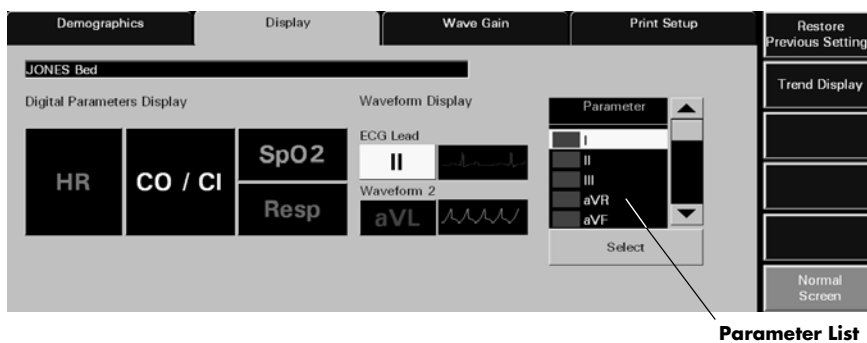 Demographics
Display
Wave Gain
Print Setup
Restore
Previous Setting
JONES Bed
Trend Display
Digital Parameters Display
Waveform Display
Parameter
ECG Lead
HR
CO / CI
SpO2
Resp
II
Waveform 2
aVL
I
II
III
aVR
aVF
Select
Normal
Screen
Parameter List